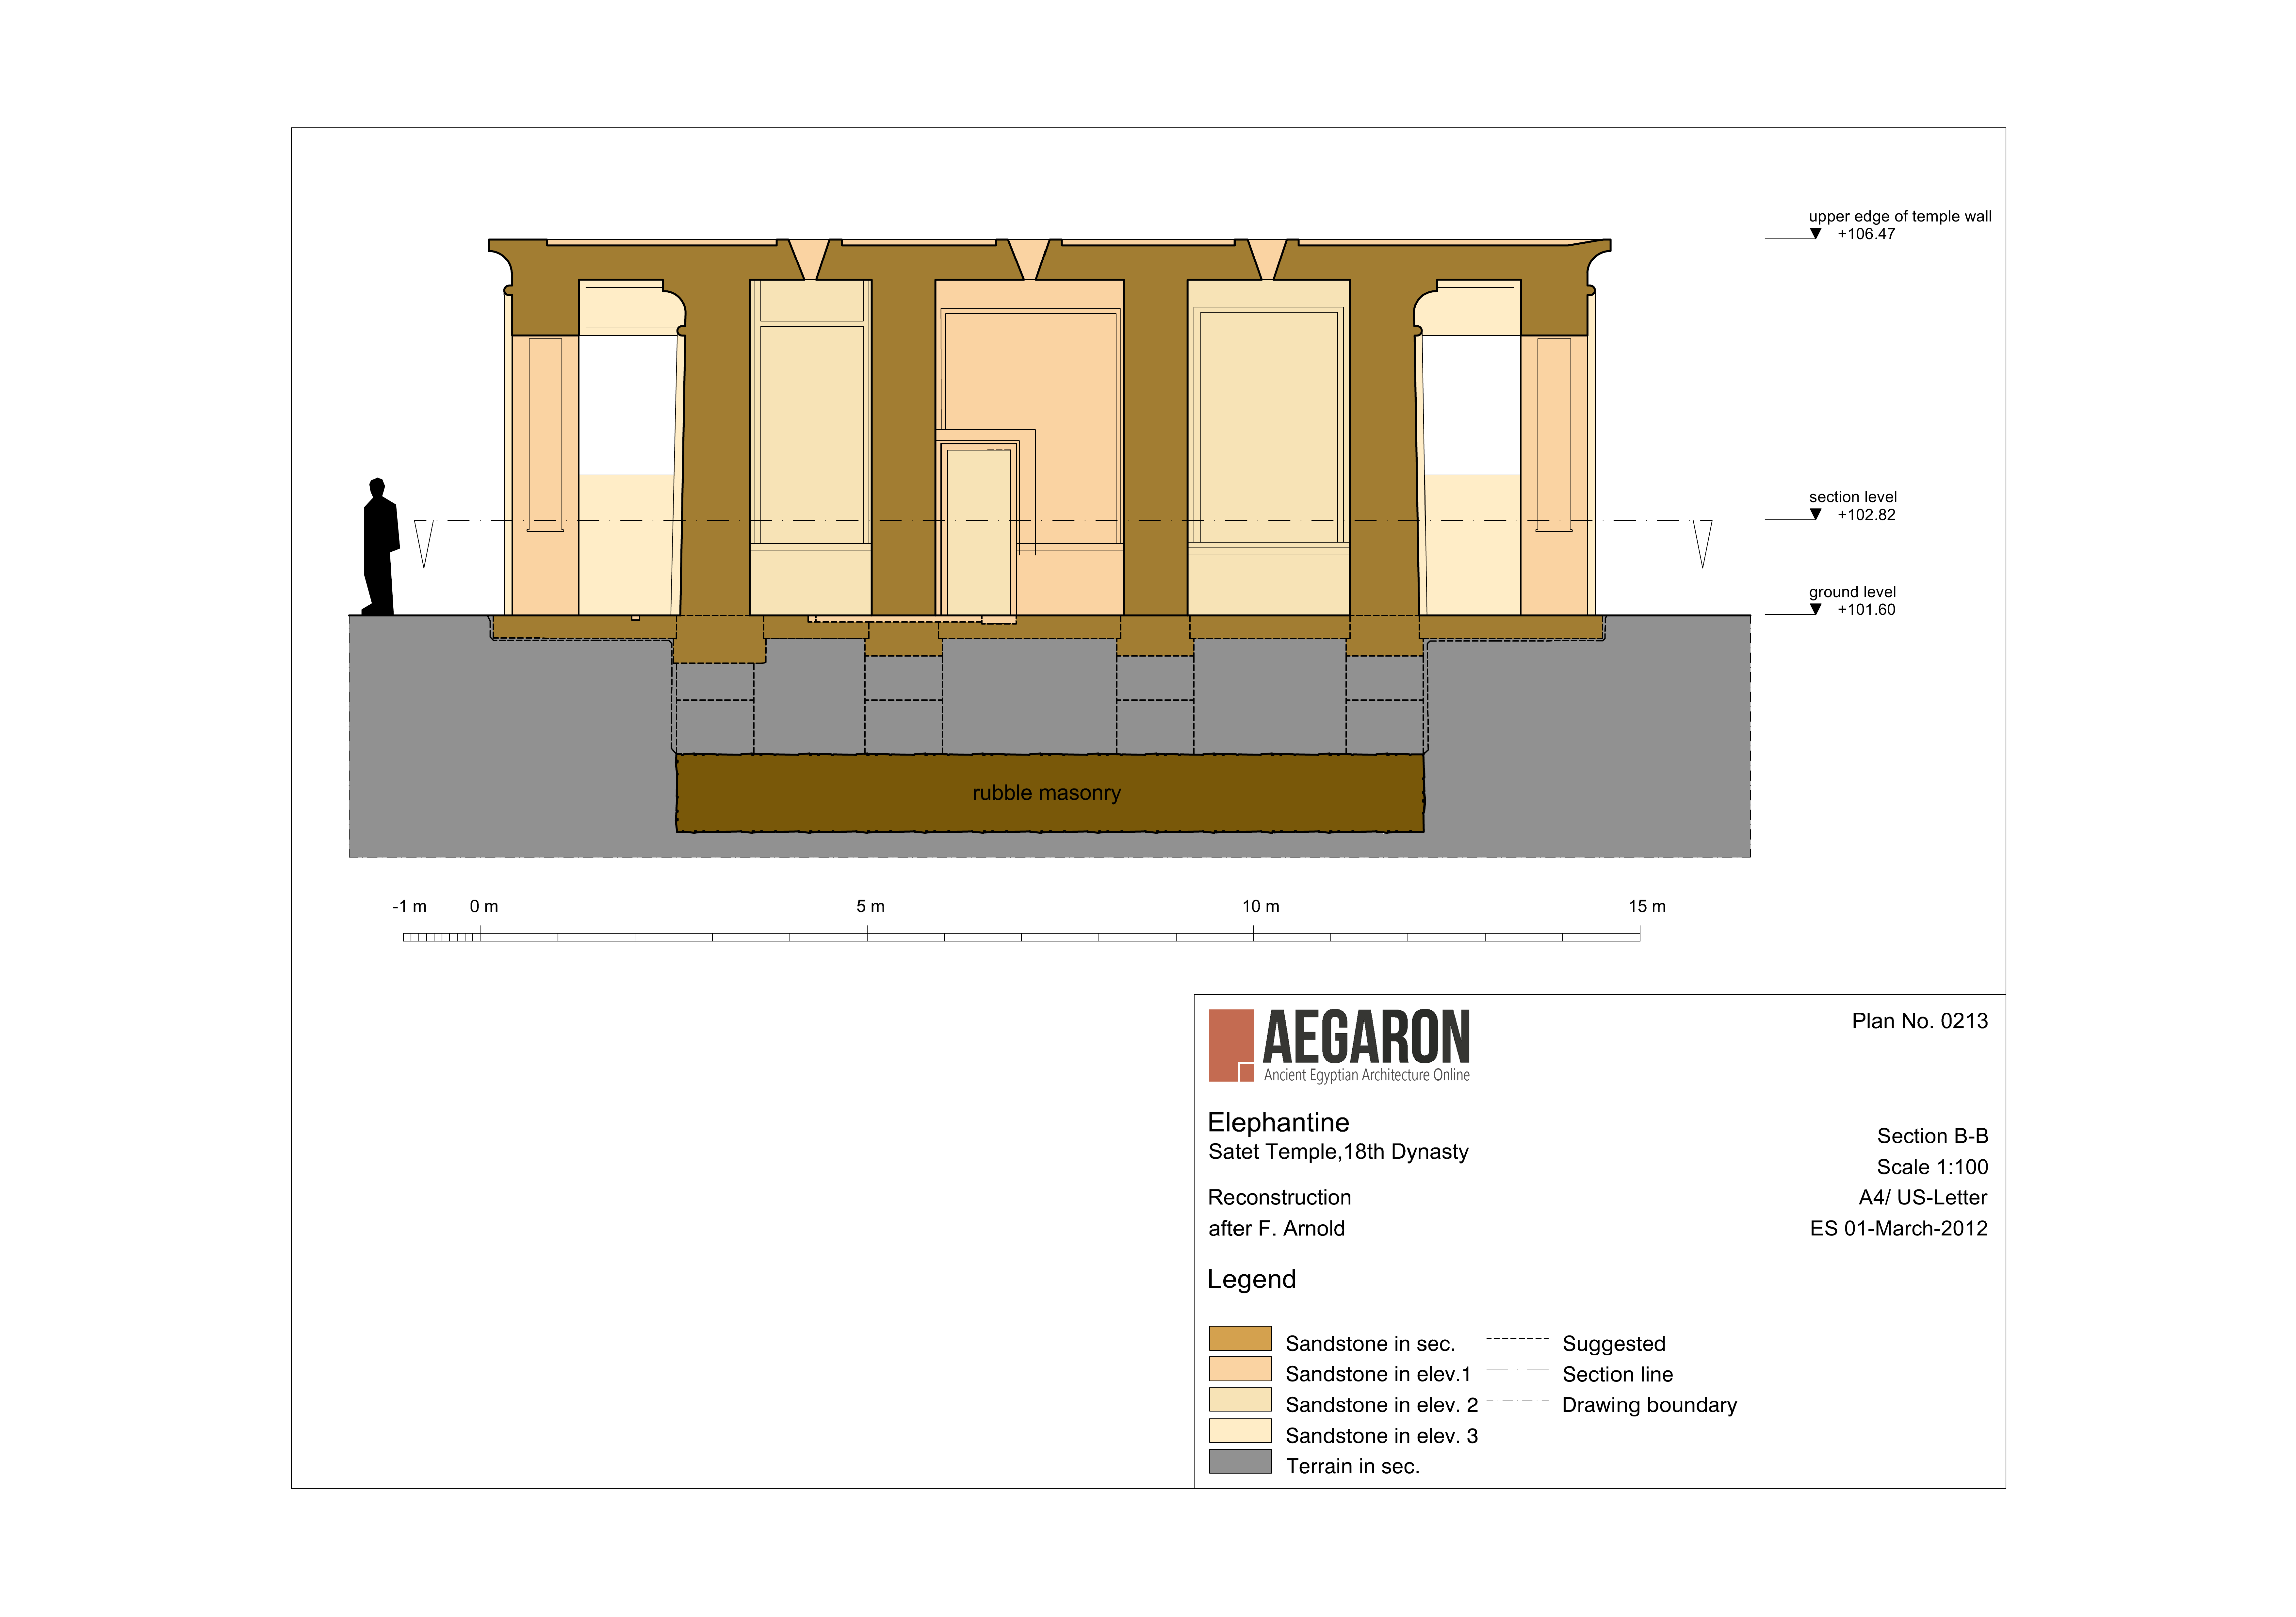 upper edge of temple wall
+106.47
section level
+102.82
ground level
+101.60
rubble masonry
-1 m 0 m 5 m 10 m 15 m
AEGARON
Ancient Egyptian Architecture Online
Plan No. 0213
Elephantine
Satet Temple,18th Dynasty
Section B-B
Scale 1:100
Reconstruction
A4/ US-Letter
after F. Arnold
ES 01-March-2012
Legend
Sandstone in sec.
Suggested
Sandstone in elev.1
Section line
Sandstone in elev. 2
Drawing boundary
Sandstone in elev. 3
Terrain in sec.